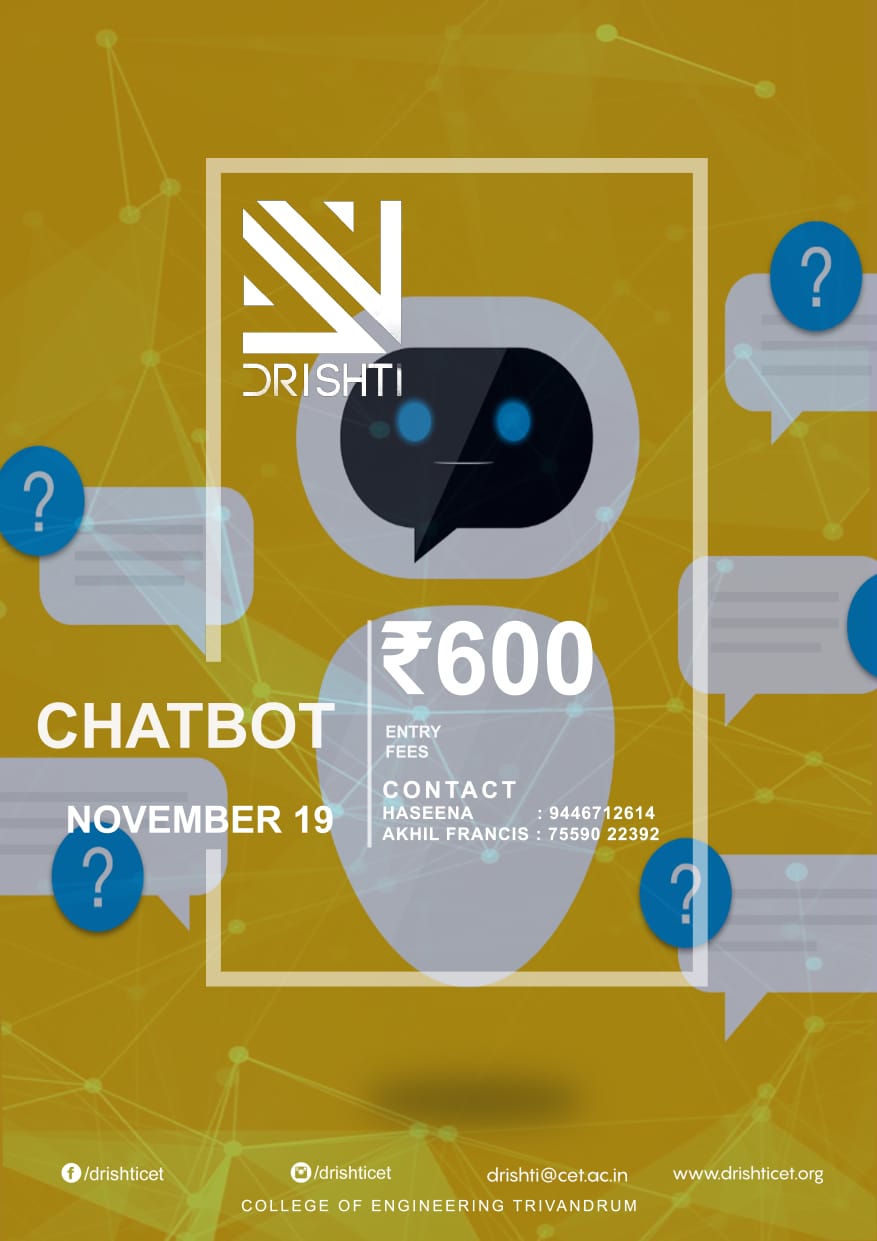 DRISHTI
₹600
ENTRY
FEES
CHATBOT
NOVEMBER 19
CONTACT
HASEENA : 9446712614
AKHIL FRANCIS : 75590 22392
?
?
?
?
/drishticet
/drishticet
drishti@cet.ac.in
www.drishticet.org
COLLEGE OF ENGINEERING TRIVANDRUM